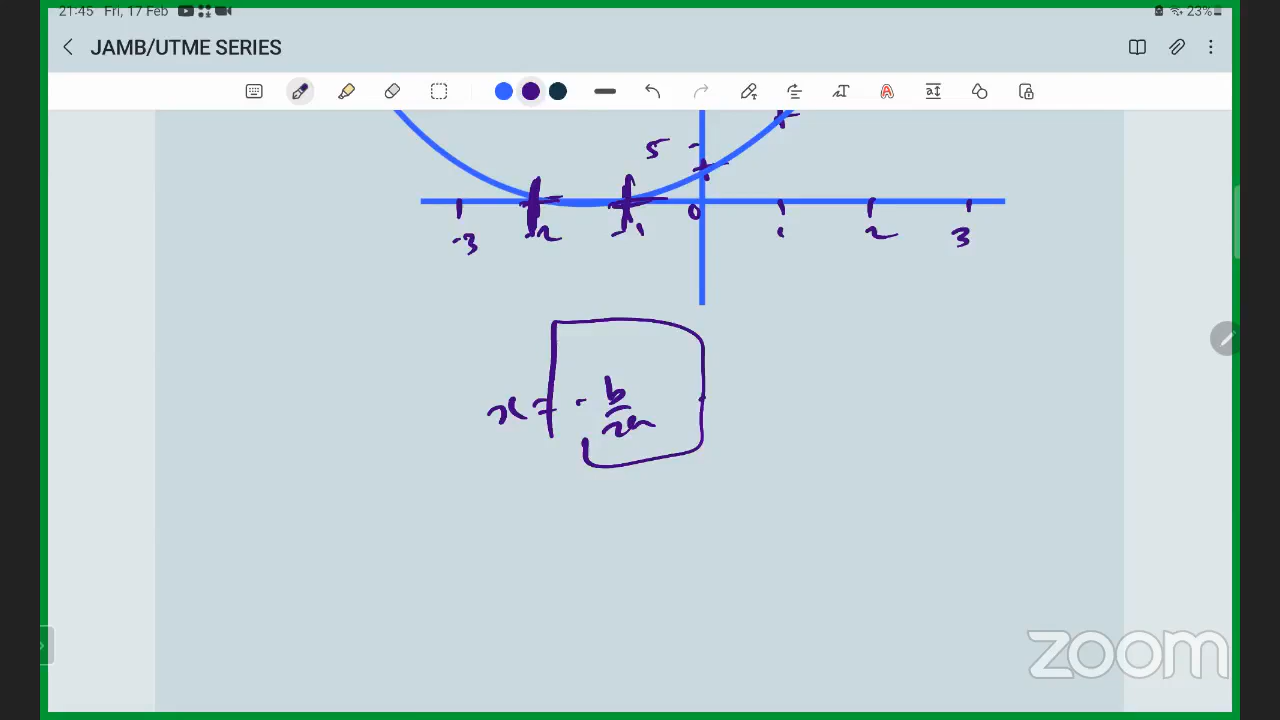 21:45 Fri, 17 Feb 23%
JAMB/UTME SERIES
5
-3 -2 -1 0 1 2 3
x = - b/2a
zoom